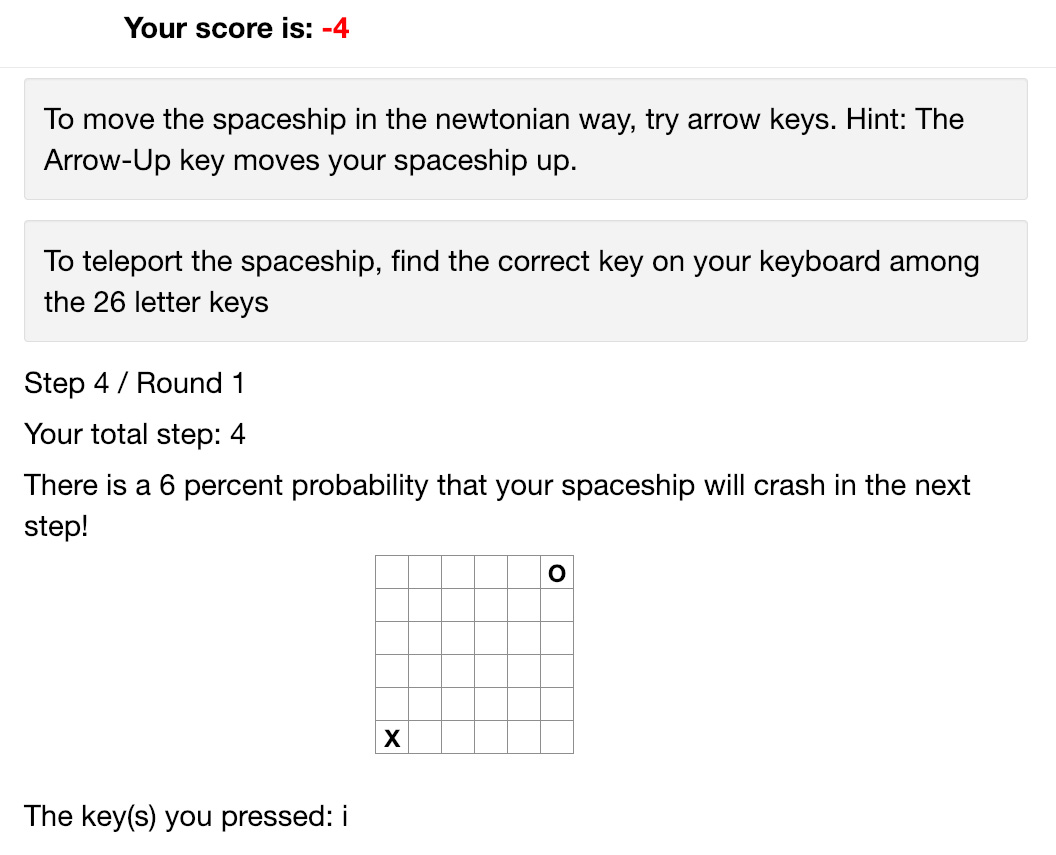 Your score is: -4
To move the spaceship in the newtonian way, try arrow keys. Hint: The
Arrow-Up key moves your spaceship up.
To teleport the spaceship, find the correct key on your keyboard among
the 26 letter keys
Step 4 / Round 1
Your total step: 4
There is a 6 percent probability that your spaceship will crash in the next
step!
O
X
The key(s) you pressed: i